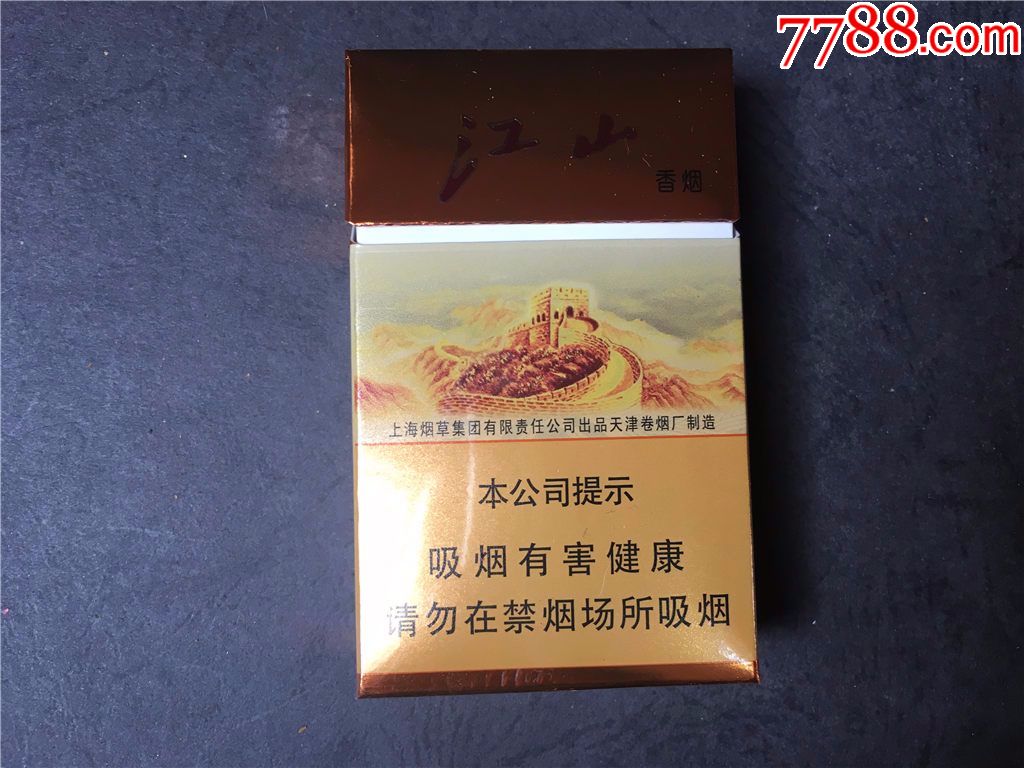 7788.com
江山
香烟
上海烟草集团有限责任公司出品天津卷烟厂制造
本公司提示
吸烟有害健康
请勿在禁烟场所吸烟